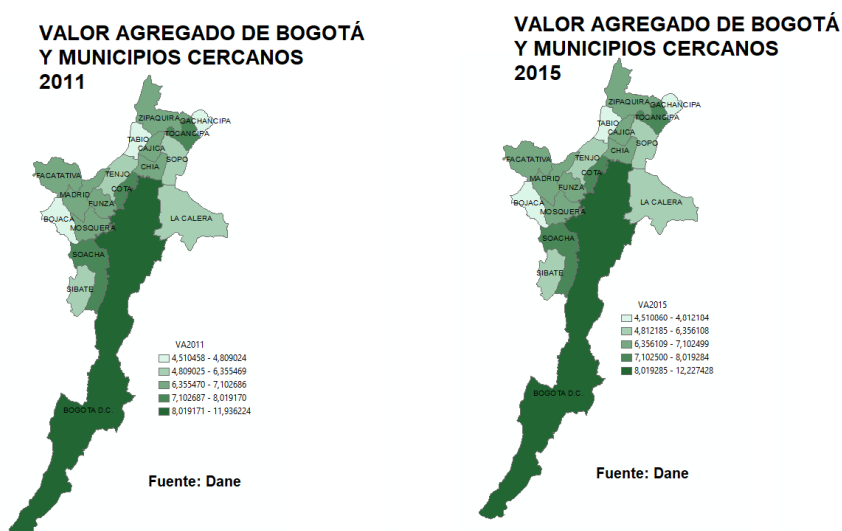 VALOR AGREGADO DE BOGOTÁ
Y MUNICIPIOS CERCANOS
2011
ZIPAQUIRA
GACHANCIPA
TOCANCIPA
TABIO
CAJICA
SOPO
CHIA
FACATATIVA
TENJO
COTA
MADRID
FUNZA
BOJACA
MOSQUERA
LA CALERA
SOACHA
SIBATE
BOGOTA D.C.
VA2011
4,510458 - 4,809024
4,809025 - 6,355469
6,355470 - 7,102686
7,102687 - 8,019170
8,019171 - 11,936224
Fuente: Dane
VALOR AGREGADO DE BOGOTÁ
Y MUNICIPIOS CERCANOS
2015
ZIPAQUIRA
GACHANCIPA
TOCANCIPA
TABIO
CAJICA
SOPO
CHIA
FACATATIVA
TENJO
COTA
MADRID
FUNZA
BOJACA
MOSQUERA
LA CALERA
SOACHA
SIBATE
BOGOTA D.C.
VA2015
4,510060 - 4,812104
4,812185 - 6,356108
6,356109 - 7,102499
7,102500 - 8,019284
8,019285 - 12,227428
Fuente: Dane